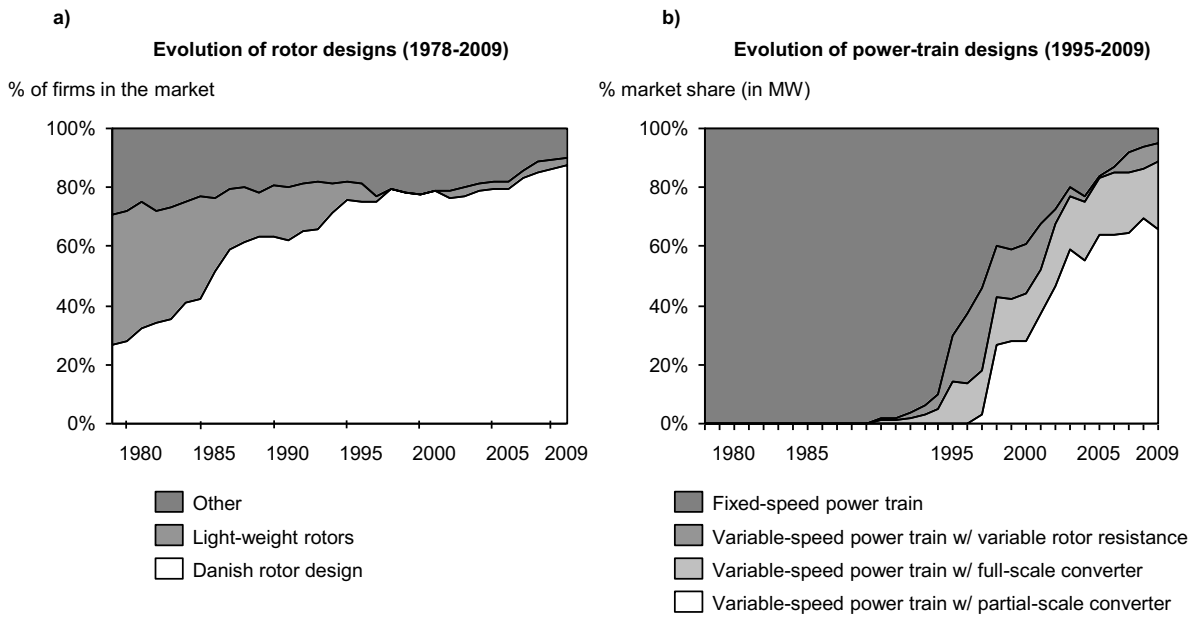 a)
Evolution of rotor designs (1978-2009)
% of firms in the market
100%
80%
60%
40%
20%
0%
1980 1985 1990 1995 2000 2005 2009
Other
Light-weight rotors
Danish rotor design
b)
Evolution of power-train designs (1995-2009)
% market share (in MW)
100%
80%
60%
40%
20%
0%
1980 1985 1995 2000 2005 2009
Fixed-speed power train
Variable-speed power train w/ variable rotor resistance
Variable-speed power train w/ full-scale converter
Variable-speed power train w/ partial-scale converter